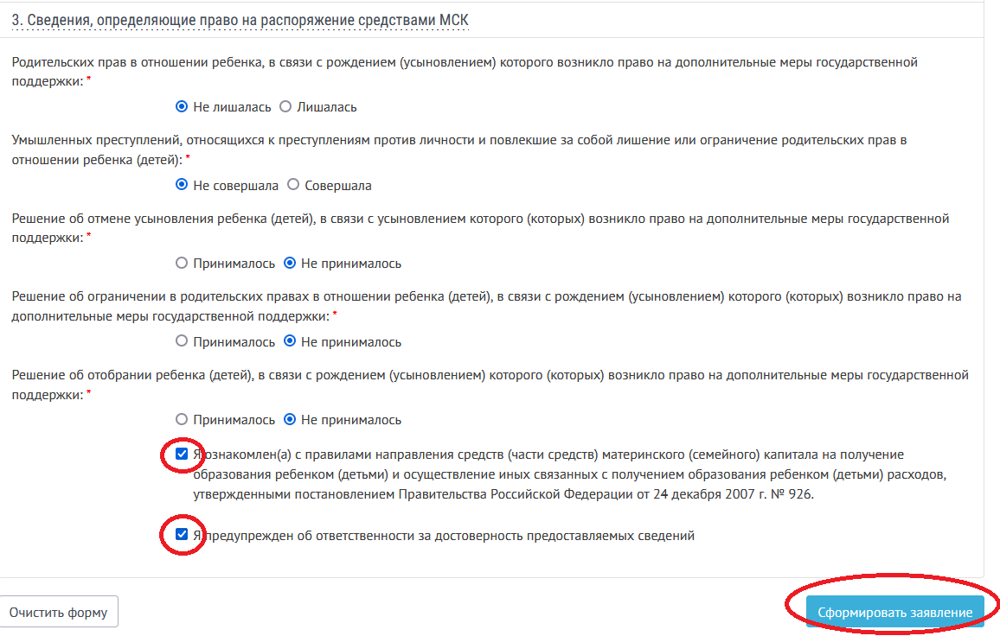 3. Сведения, определяющие право на распоряжение средствами МСК
Родительских прав в отношении ребенка, в связи с рождением (усыновлением) которого возникло право на дополнительные меры государственной
поддержки: *
Не лишалась Лишалась
Умышленных преступлений, относящихся к преступлениям против личности и повлекшие за собой лишение или ограничение родительских прав в
отношении ребенка (детей): *
Не совершала Совершала
Решение об отмене усыновления ребенка (детей), в связи с усыновлением которого (которых) возникло право на дополнительные меры государственной
поддержки: *
Принималось Не принималось
Решение об ограничении в родительских правах в отношении ребенка (детей), в связи с рождением (усыновлением) которого (которых) возникло право на
дополнительные меры государственной поддержки: *
Принималось Не принималось
Решение об отобрании ребенка (детей), в связи с рождением (усыновлением) которого (которых) возникло право на дополнительные меры государственной
поддержки: *
Принималось Не принималось
Я ознакомлен(а) с правилами направления средств (части средств) материнского (семейного) капитала на получение
образования ребенком (детьми) и осуществление иных связанных с получением образования ребенком (детьми) расходов,
утвержденными постановлением Правительства Российской Федерации от 24 декабря 2007 г. № 926.
Я предупрежден об ответственности за достоверность предоставляемых сведений
Очистить форму Сформировать заявление